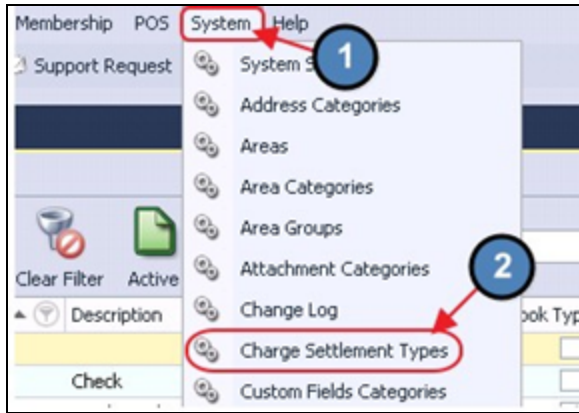 Membership POS System Help
1
Support Request
System S
Address Categories
Areas
Area Categories
Area Groups
Clear Filter Active
Attachment Categories
2
Description
Change Log
ook Typ
Charge Settlement Types
Check
Custom Fields Categories